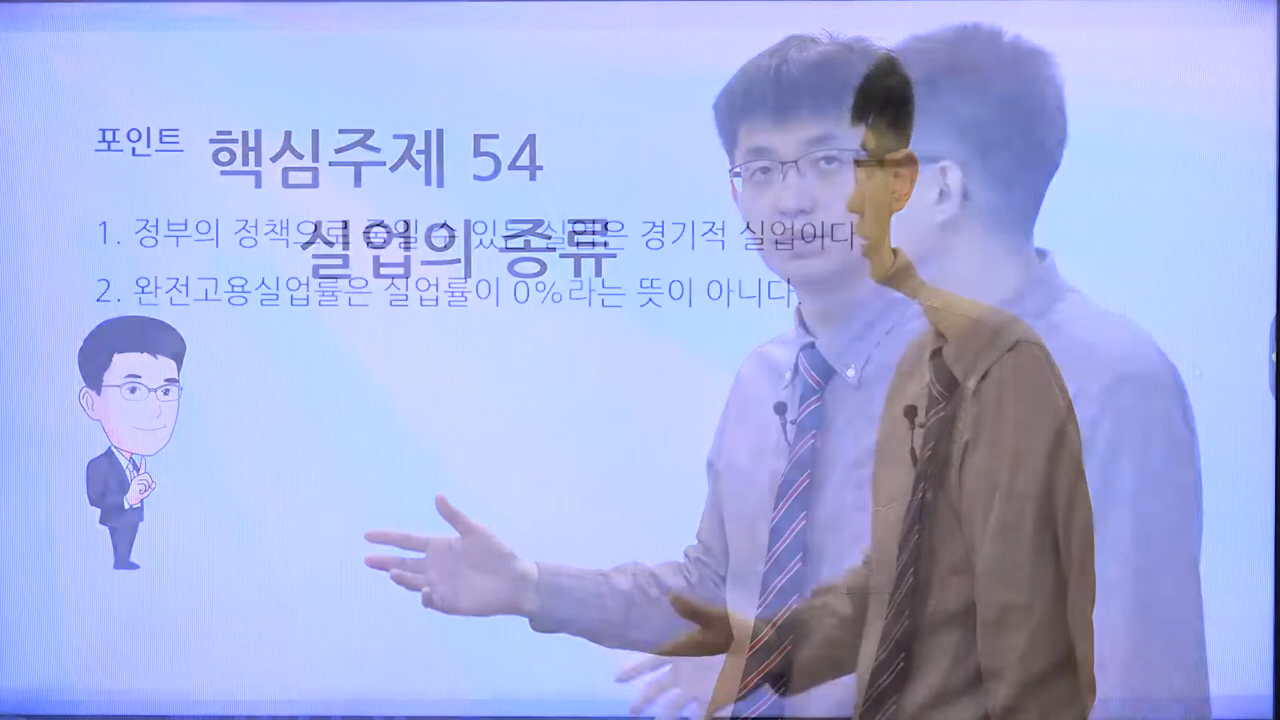 포인트
핵심주제 54
실업의 종류
1. 정부의 정책으로 줄일 수 있는 실업은 경기적 실업이다
2. 완전고용실업률은 실업률이 0%라는 뜻이 아니다.